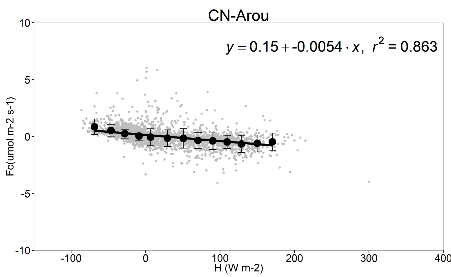 CN-Arou
y = 0.15 + -0.0054 · x, r² = 0.863
10
5
0
-5
-10
Fc(umol m-2 s-1)
-100 0 100 200 300 400
H (W m-2)